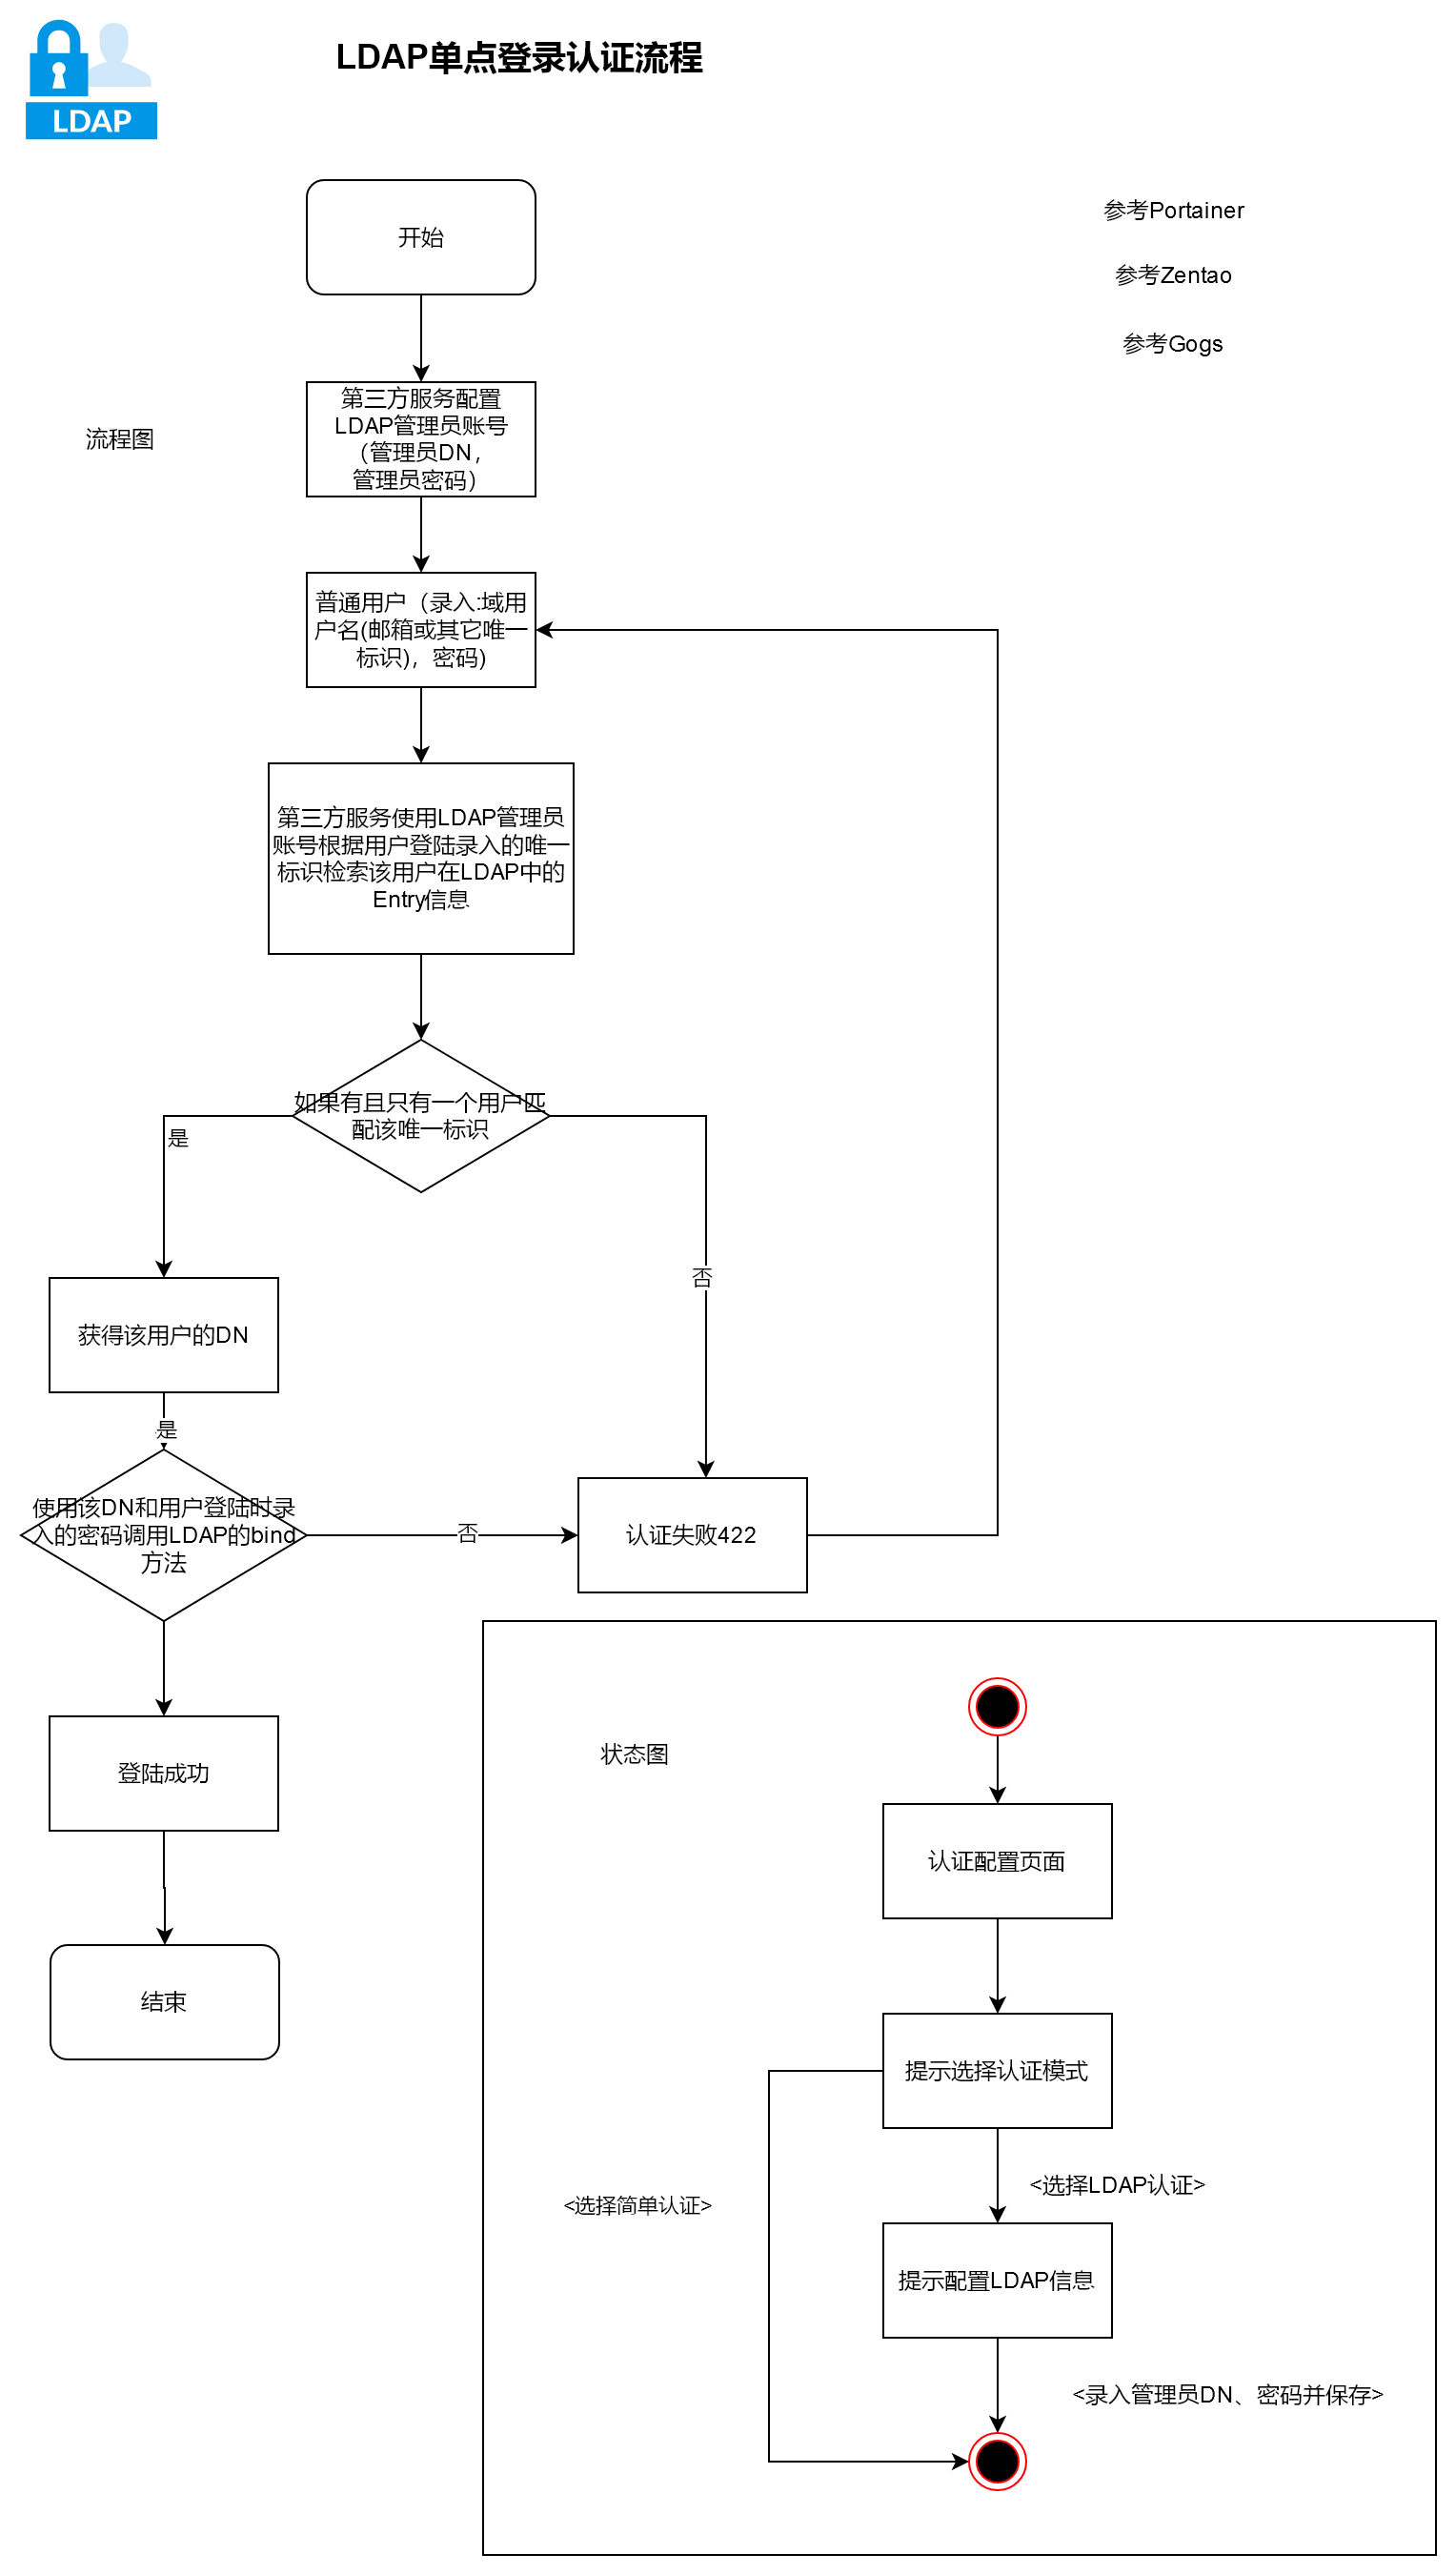 LDAP
LDAP单点登录认证流程
开始
参考Portainer
参考Zentao
参考Gogs
流程图
第三方服务配置
LDAP管理员账号
（管理员DN，
管理员密码）
普通用户（录入:域用
户名(邮箱或其它唯一
标识)，密码)
第三方服务使用LDAP管理员
账号根据用户登陆录入的唯一
标识检索该用户在LDAP中的
Entry信息
如果有且只有一个用户匹
配该唯一标识
是
否
获得该用户的DN
是
使用该DN和用户登陆时录
入的密码调用LDAP的bind
方法
否
认证失败422
登陆成功
结束
状态图
认证配置页面
提示选择认证模式
<选择LDAP认证>
<选择简单认证>
提示配置LDAP信息
<录入管理员DN、密码并保存>